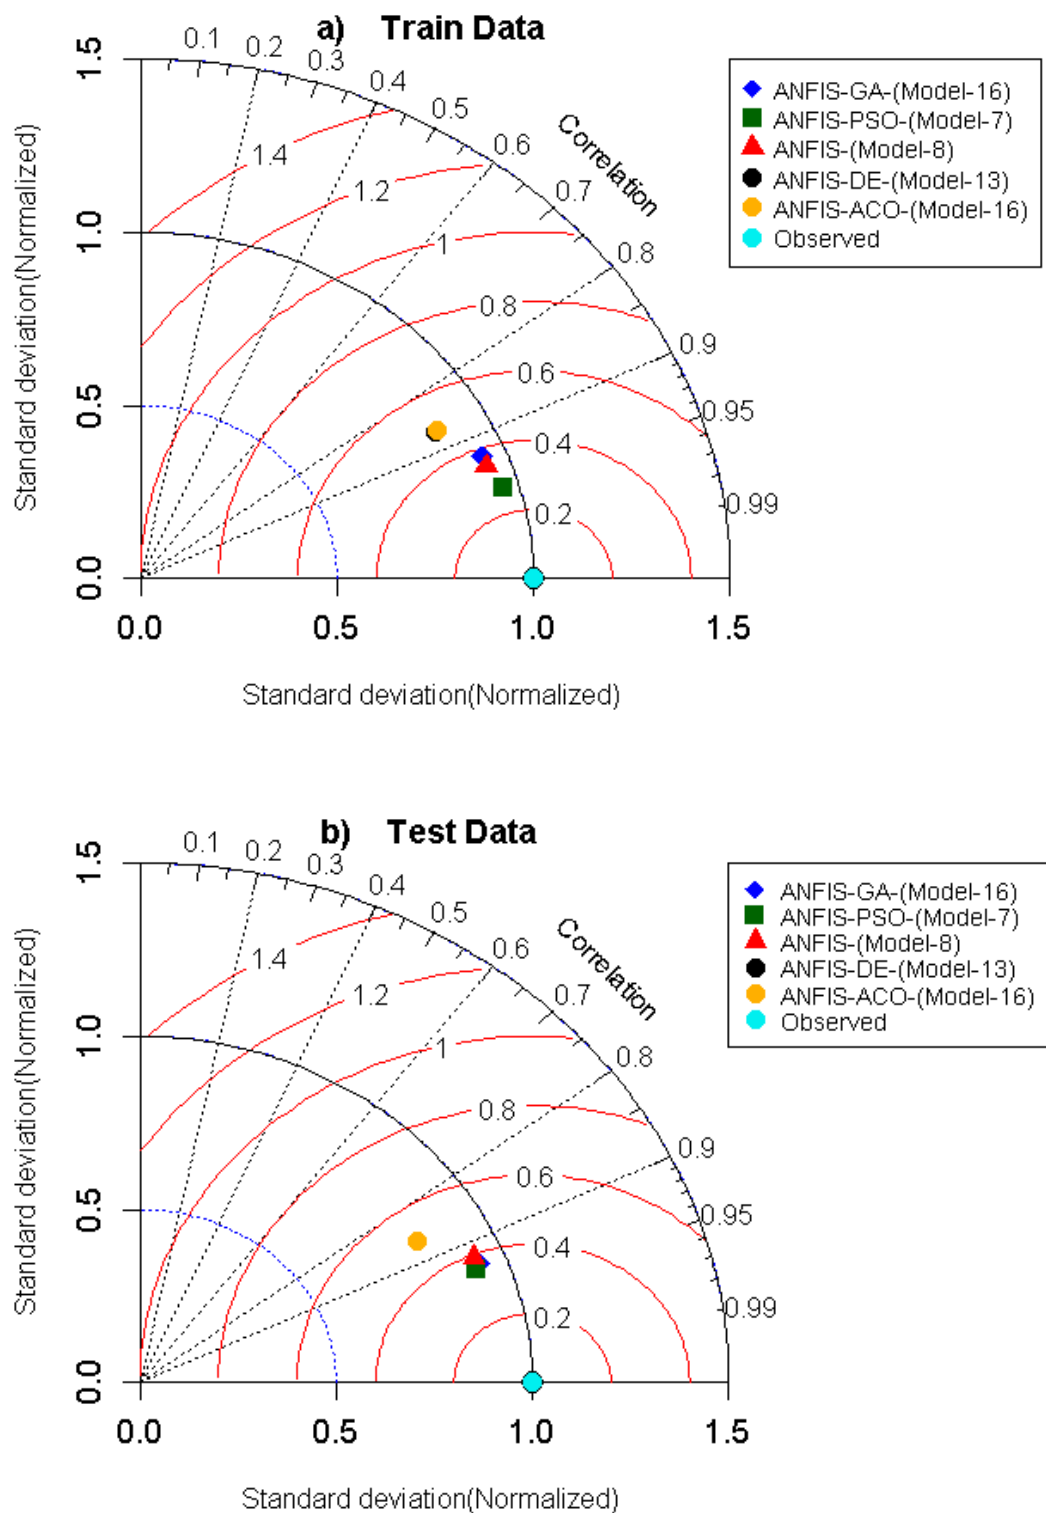 a) Train Data
Standard deviation(Normalized)
1.5
1.0
0.5
0.0
0.1
0.2
0.3
0.4
0.5
0.6
0.7
0.8
0.9
0.95
0.99
Correlation
1.4
1.2
1
0.8
0.6
0.4
0.2
0.0 0.5 1.0 1.5
Standard deviation(Normalized)
ANFIS-GA-(Model-16)
ANFIS-PSO-(Model-7)
ANFIS-(Model-8)
ANFIS-DE-(Model-13)
ANFIS-ACO-(Model-16)
Observed
b) Test Data
Standard deviation(Normalized)
1.5
1.0
0.5
0.0
0.1
0.2
0.3
0.4
0.5
0.6
0.7
0.8
0.9
0.95
0.99
Correlation
1.4
1.2
1
0.8
0.6
0.4
0.2
0.0 0.5 1.0 1.5
Standard deviation(Normalized)
ANFIS-GA-(Model-16)
ANFIS-PSO-(Model-7)
ANFIS-(Model-8)
ANFIS-DE-(Model-13)
ANFIS-ACO-(Model-16)
Observed